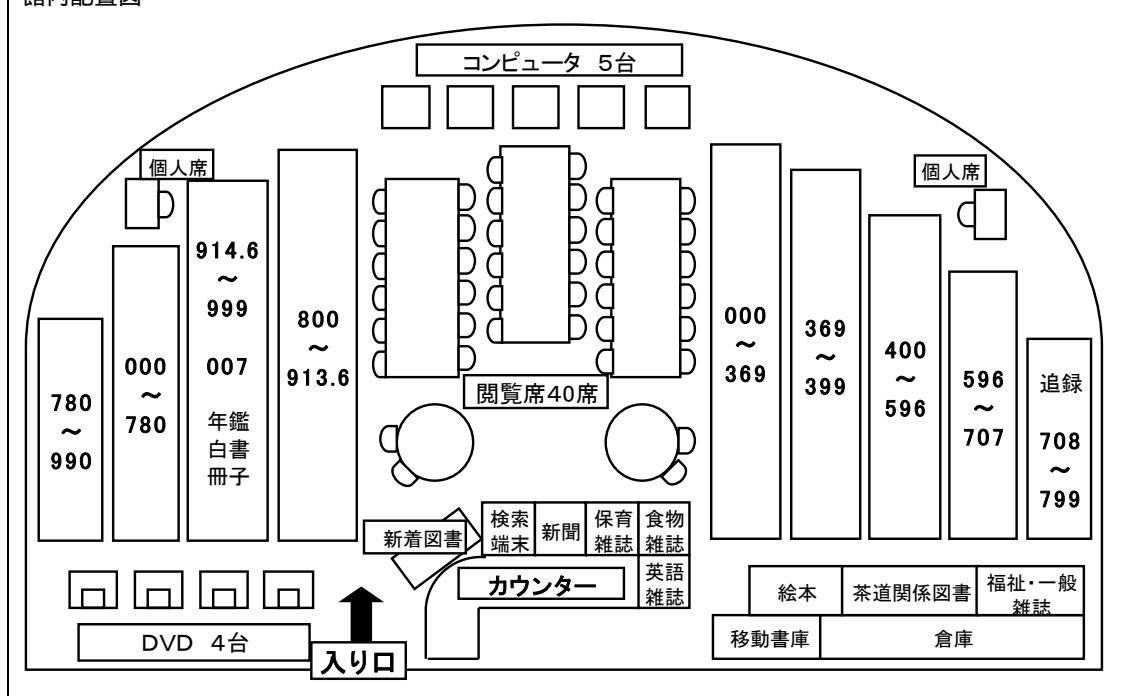 館内配置図
コンピュータ 5台
個人席
個人席
914.6
～
999
007
年鑑
白書
冊子
800
～
913.6
000
～
780
780
～
990
000
～
369
369
～
399
400
～
596
596
～
707
追録
708
～
799
閲覧席40席
新着図書
検索
端末
新聞
保育
雑誌
食物
雑誌
英語
雑誌
カウンター
絵本
茶道関係図書
福祉・一般
雑誌
移動書庫
倉庫
DVD 4台
入り口